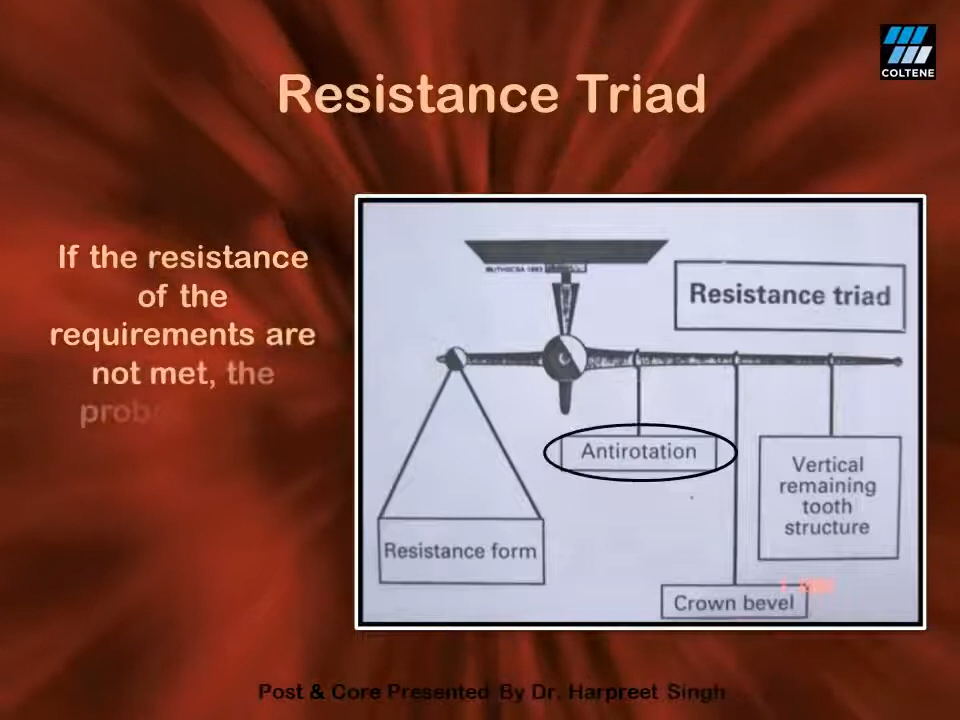 COLTENE
Resistance Triad
If the resistance
of the
requirements are
not met, the
Resistance triad
Antirotation
Vertical
remaining
tooth
structure
Resistance form
Crown bevel
Post & Core Presented By Dr. Harpreet Singh